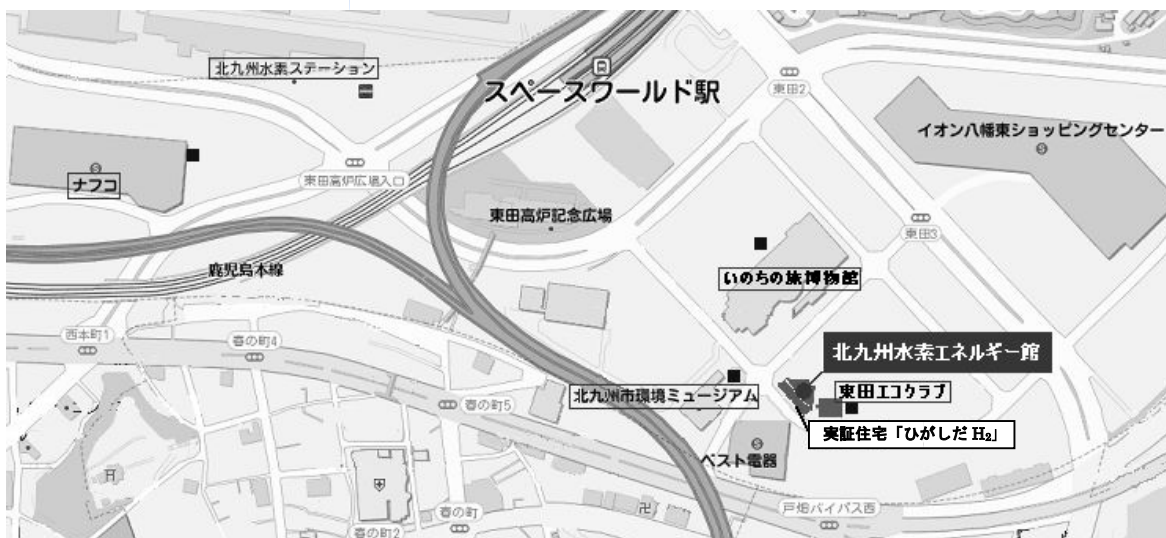 北九州水素ステーション
スペースワールド駅
東田2
イオン八幡東ショッピングセンター
ナフコ
東田高炉広場入口
東田高炉記念広場
東田3
鹿児島本線
いのちの旅博物館
西本町1
春の町4
北九州水素エネルギー館
東田エコクラブ
北九州市環境ミュージアム
春の町5
実証住宅「ひがしだH₂」
ベスト電器
戸畑バイパス西
春の町
春の町2
卍